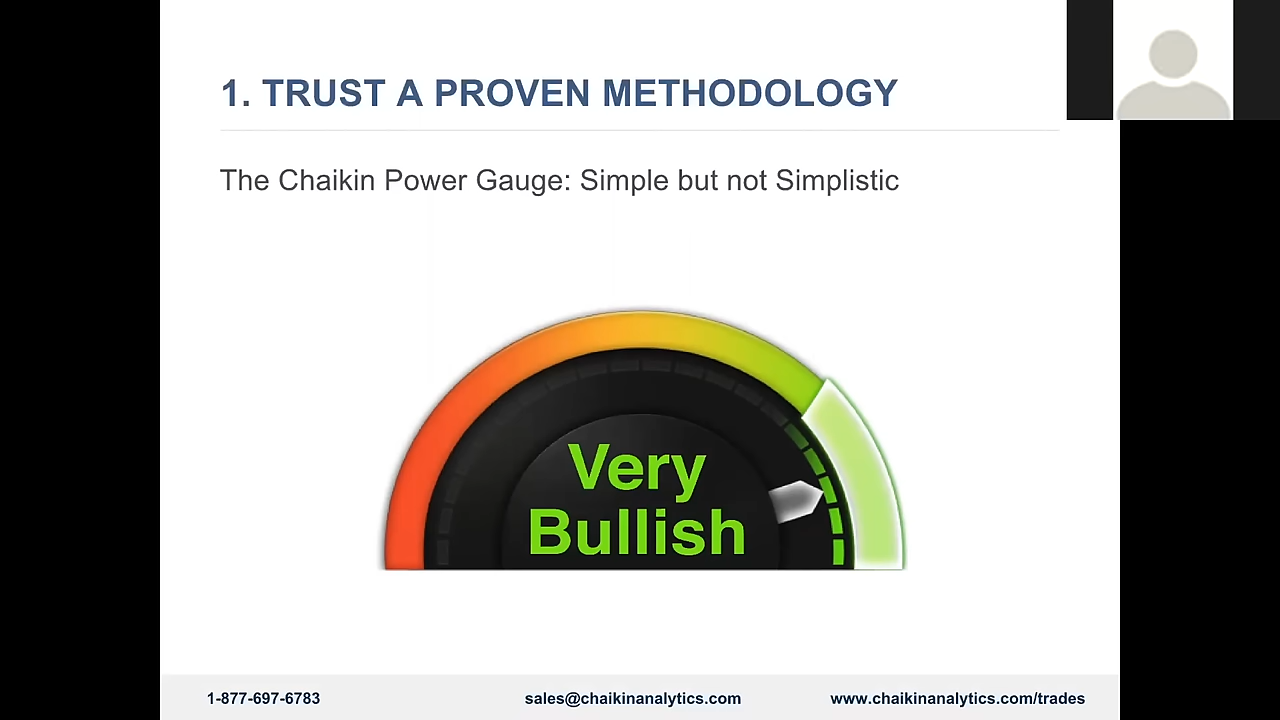 1. TRUST A PROVEN METHODOLOGY
The Chaikin Power Gauge: Simple but not Simplistic
Very
Bullish
1-877-697-6783
sales@chaikinanalytics.com
www.chaikinanalytics.com/trades